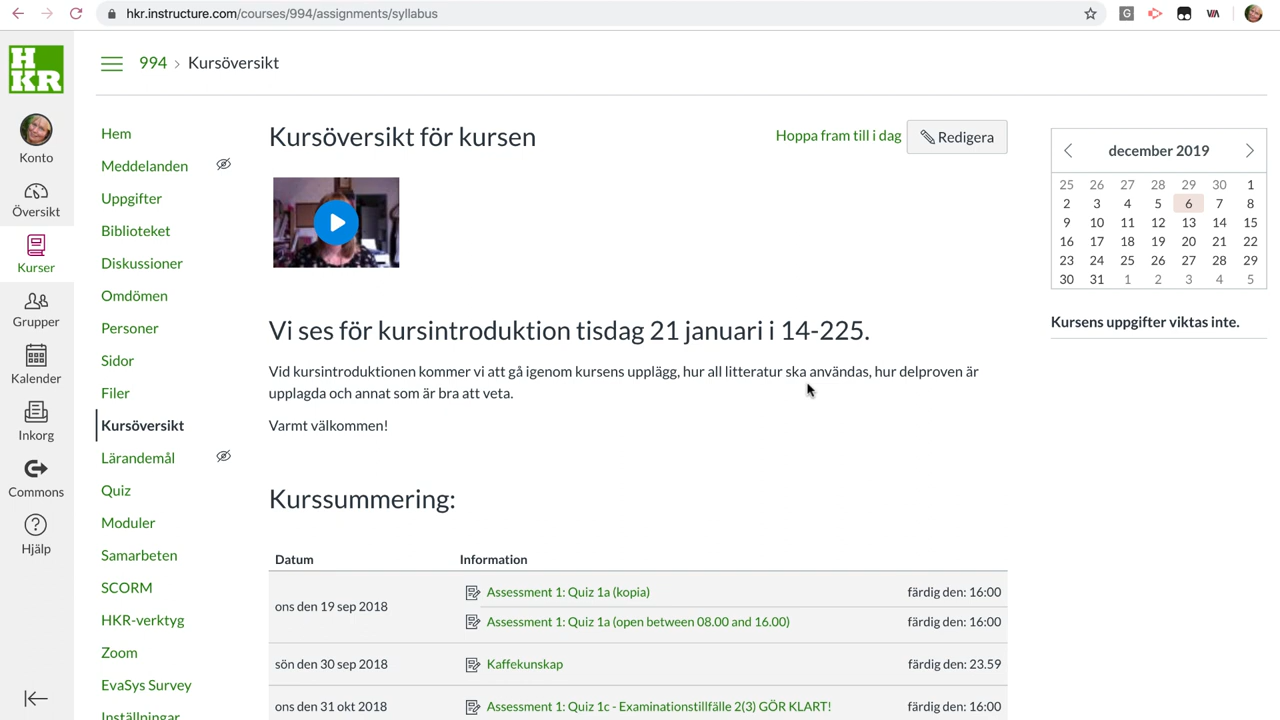 hkr.instructure.com/courses/994/assignments/syllabus
G
VIA
HKR
994 › Kursöversikt
Konto
Översikt
Kurser
Grupper
Kalender
Inkorg
Commons
Hjälp
Hem
Meddelanden
Uppgifter
Biblioteket
Diskussioner
Omdömen
Personer
Sidor
Filer
Kursöversikt
Lärandemål
Quiz
Moduler
Samarbeten
SCORM
HKR-verktyg
Zoom
EvaSys Survey
Inställningar
Kursöversikt för kursen
Hoppa fram till i dag
Redigera
Vi ses för kursintroduktion tisdag 21 januari i 14-225.
Vid kursintroduktionen kommer vi att gå igenom kursens upplägg, hur all litteratur ska användas, hur delproven är
upplagda och annat som är bra att veta.
Varmt välkommen!
Kurssummering:
Datum Information
ons den 19 sep 2018 Assessment 1: Quiz 1a (kopia) färdig den: 16:00
Assessment 1: Quiz 1a (open between 08.00 and 16.00) färdig den: 16:00
sön den 30 sep 2018 Kaffekunskap färdig den: 23.59
ons den 31 okt 2018 Assessment 1: Quiz 1c - Examinationstillfälle 2(3) GÖR KLART! färdig den: 16:00
december 2019
25 26 27 28 29 30 1
2 3 4 5 6 7 8
9 10 11 12 13 14 15
16 17 18 19 20 21 22
23 24 25 26 27 28 29
30 31 1 2 3 4 5
Kursens uppgifter viktas inte.